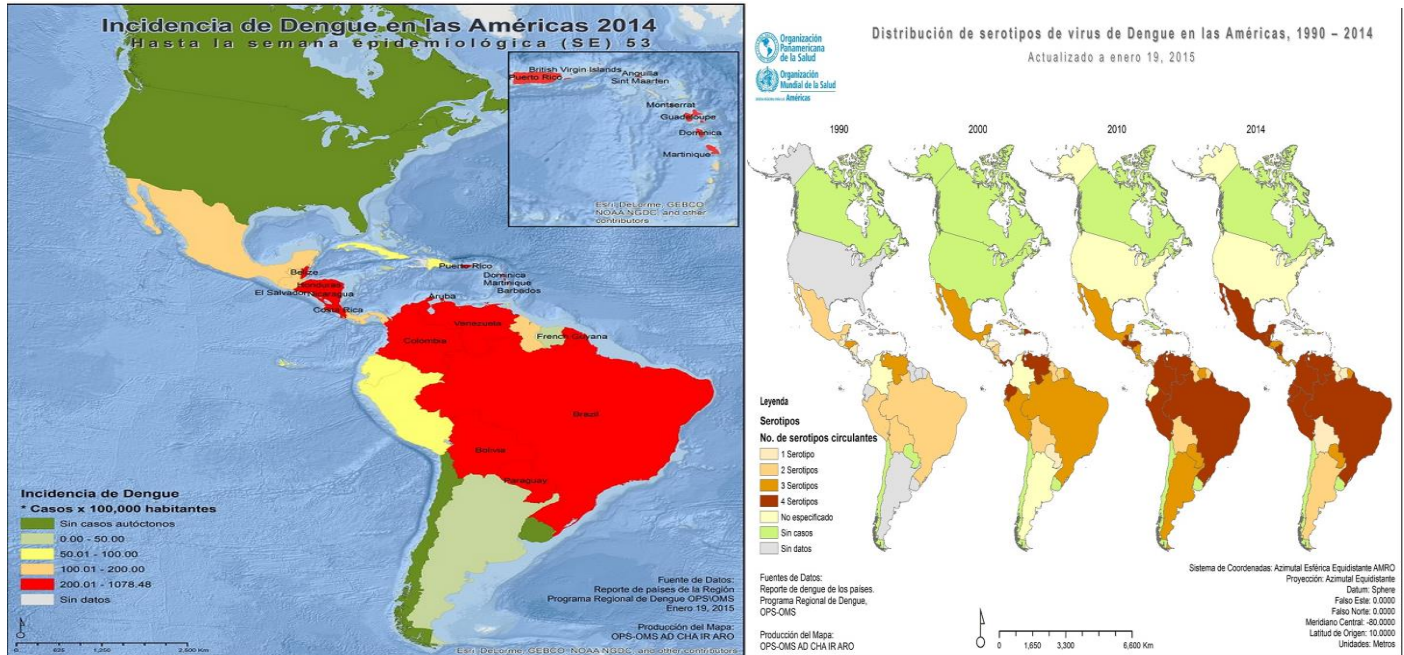 Incidencia de Dengue en las Américas 2014
Hasta la semana epidemiológica (SE) 53
British Virgin Islands
Puerto Rico
Anguilla
Sint Maarten
Montserrat
Guadeloupe
Dominica
Martinique
Esri, DeLorme, GEBCO,
NOAA NGDC, and other
contributors
Belize
Honduras
El Salvador
Nicaragua
Costa Rica
Puerto Rico
Dominica
Martinique
Barbados
Aruba
Venezuela
Colombia
French Guyana
Brazil
Bolivia
Paraguay
Incidencia de Dengue
* Casos x 100,000 habitantes
Sin casos autóctonos
0.00 - 50.00
50.01 - 100.00
100.01 - 200.00
200.01 - 1078.48
Sin datos
0 625 1,250 2,500 Km
Fuente de Datos:
Reporte de países de la Región
Programa Regional de Dengue OPS\OMS
Enero 19, 2015
Producción del Mapa:
OPS-OMS AD CHA IR ARO
Esri, DeLorme, GEBCO, NOAA NGDC, and other contributors
Organización
Panamericana
de la Salud
Organización
Mundial de la Salud
Américas
Distribución de serotipos de virus de Dengue en las Américas, 1990 – 2014
Actualizado a enero 19, 2015
1990
2000
2010
2014
Leyenda
Serotipos
No. de serotipos circulantes
1 Serotipo
2 Serotipos
3 Serotipos
4 Serotipos
No especificado
Sin casos
Sin datos
Fuentes de Datos:
Reporte de dengue de los países.
Programa Regional de Dengue,
OPS-OMS
Producción del Mapa:
OPS-OMS AD CHA IR ARO
0 1,650 3,300 6,600 Km
Sistema de Coordenadas: Azimutal Esférica Equidistante AMRO
Proyección: Azimutal Equidistante
Datum: Sphere
Falso Este: 0.0000
Falso Norte: 0.0000
Meridiano Central: -80.0000
Latitud de Origen: 10.0000
Unidades: Metros